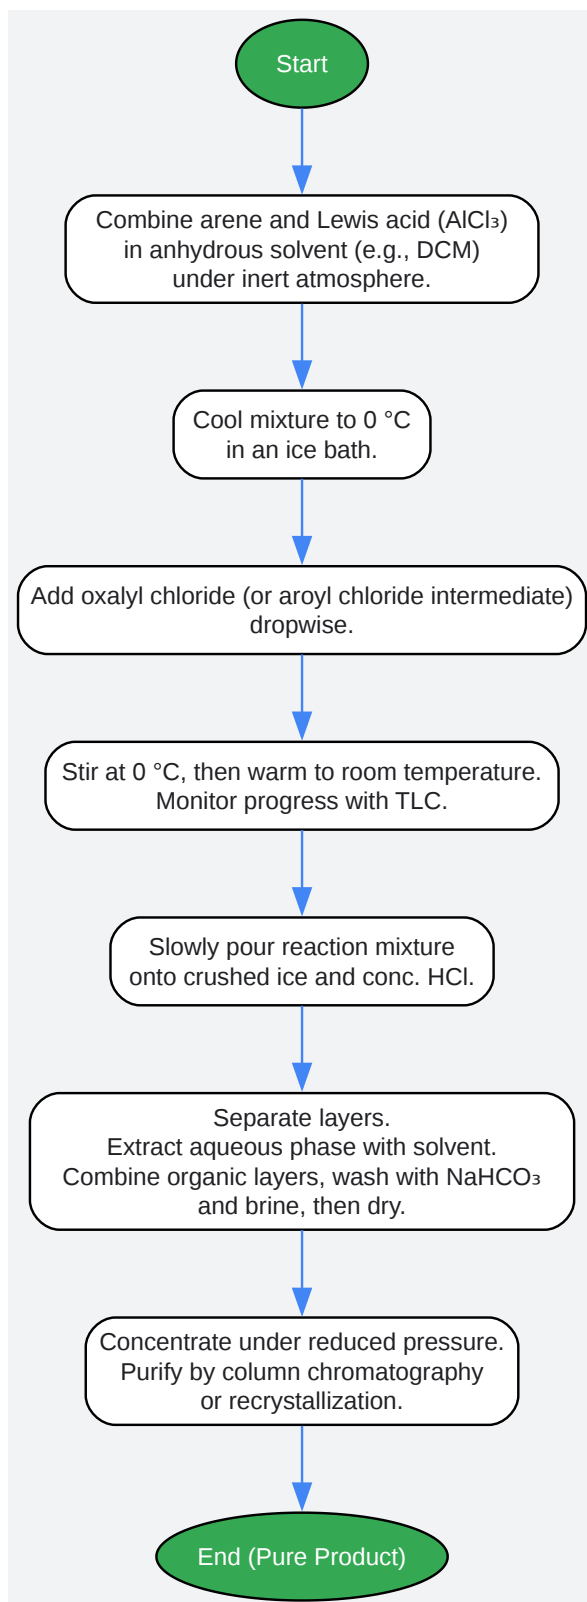 Start
Combine arene and Lewis acid (AlCl₃)
in anhydrous solvent (e.g., DCM)
under inert atmosphere.
Cool mixture to 0 °C
in an ice bath.
Add oxalyl chloride (or aroyl chloride intermediate)
dropwise.
Stir at 0 °C, then warm to room temperature.
Monitor progress with TLC.
Slowly pour reaction mixture
onto crushed ice and conc. HCl.
Separate layers.
Extract aqueous phase with solvent.
Combine organic layers, wash with NaHCO₃
and brine, then dry.
Concentrate under reduced pressure.
Purify by column chromatography
or recrystallization.
End (Pure Product)